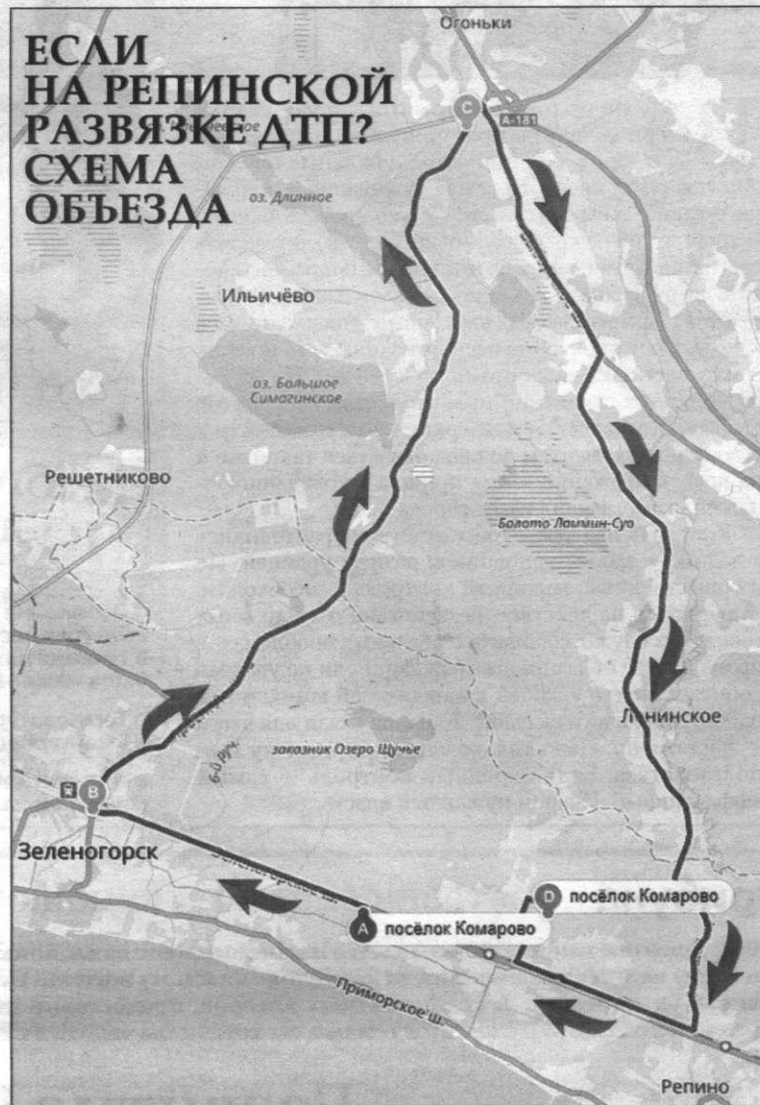 Огоньки
ЕСЛИ
НА РЕПИНСКОЙ
РАЗВЯЗКЕ ДТП?
СХЕМА
ОБЪЕЗДА
C
А-181
оз. Длинное
Ильичёво
оз. Большое
Симагинское
Решетниково
Болото Ламмин-Суо
Ленинское
заказник Озеро Щучье
6-й Руч.
B
Зеленогорск
Зеленогорское ш.
D посёлок Комарово
A посёлок Комарово
Приморское ш.
Репино